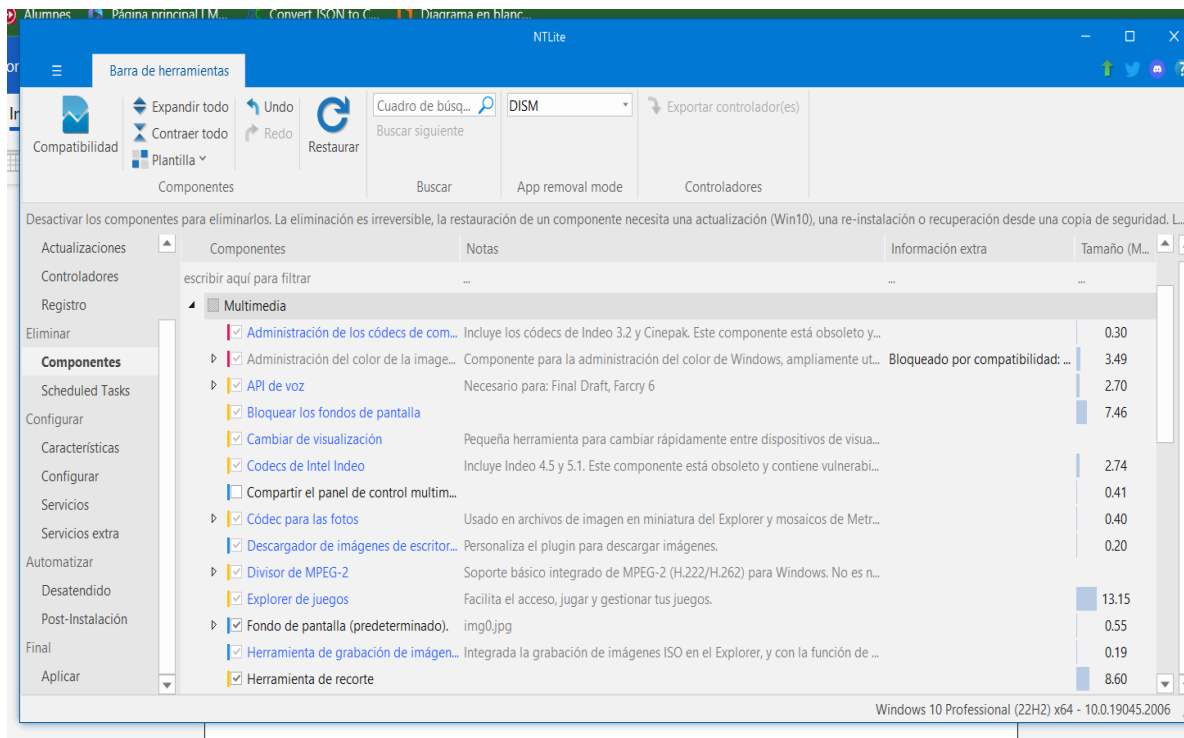 Alumnes Página principal | M... Convert JSON to C... Diagrama en blanc...
NTLite
Barra de herramientas
Compatibilidad
Expandir todo
Contraer todo
Plantilla
Undo
Redo
Restaurar
Componentes
Cuadro de búsq...
Buscar siguiente
Buscar
DISM
App removal mode
Exportar controlador(es)
Controladores
Desactivar los componentes para eliminarlos. La eliminación es irreversible, la restauración de un componente necesita una actualización (Win10), una re-instalación o recuperación desde una copia de seguridad. L...
Actualizaciones
Controladores
Registro
Eliminar
Componentes
Scheduled Tasks
Configurar
Características
Configurar
Servicios
Servicios extra
Automatizar
Desatendido
Post-Instalación
Final
Aplicar
Componentes Notas Información extra Tamaño (M...
escribir aquí para filtrar ... ... ...
Multimedia
Administración de los códecs de com... Incluye los códecs de Indeo 3.2 y Cinepak. Este componente está obsoleto y... 0.30
Administración del color de la image... Componente para la administración del color de Windows, ampliamente ut... Bloqueado por compatibilidad: ... 3.49
API de voz Necesario para: Final Draft, Farcry 6 2.70
Bloquear los fondos de pantalla 7.46
Cambiar de visualización Pequeña herramienta para cambiar rápidamente entre dispositivos de visua...
Codecs de Intel Indeo Incluye Indeo 4.5 y 5.1. Este componente está obsoleto y contiene vulnerabi... 2.74
Compartir el panel de control multim... 0.41
Códec para las fotos Usado en archivos de imagen en miniatura del Explorer y mosaicos de Metr... 0.40
Descargador de imágenes de escritor... Personaliza el plugin para descargar imágenes. 0.20
Divisor de MPEG-2 Soporte básico integrado de MPEG-2 (H.222/H.262) para Windows. No es n...
Explorer de juegos Facilita el acceso, jugar y gestionar tus juegos. 13.15
Fondo de pantalla (predeterminado). img0.jpg 0.55
Herramienta de grabación de imágen... Integrada la grabación de imágenes ISO en el Explorer, y con la función de ... 0.19
Herramienta de recorte 8.60
Windows 10 Professional (22H2) x64 - 10.0.19045.2006